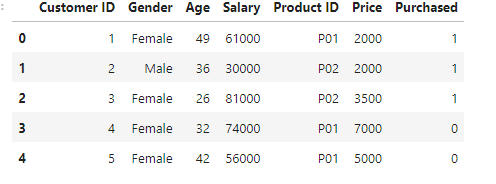 Customer ID Gender Age Salary Product ID Price Purchased
0 1 Female 49 61000 P01 2000 1
1 2 Male 36 30000 P02 2000 1
2 3 Female 26 81000 P02 3500 1
3 4 Female 32 74000 P01 7000 0
4 5 Female 42 56000 P01 5000 0